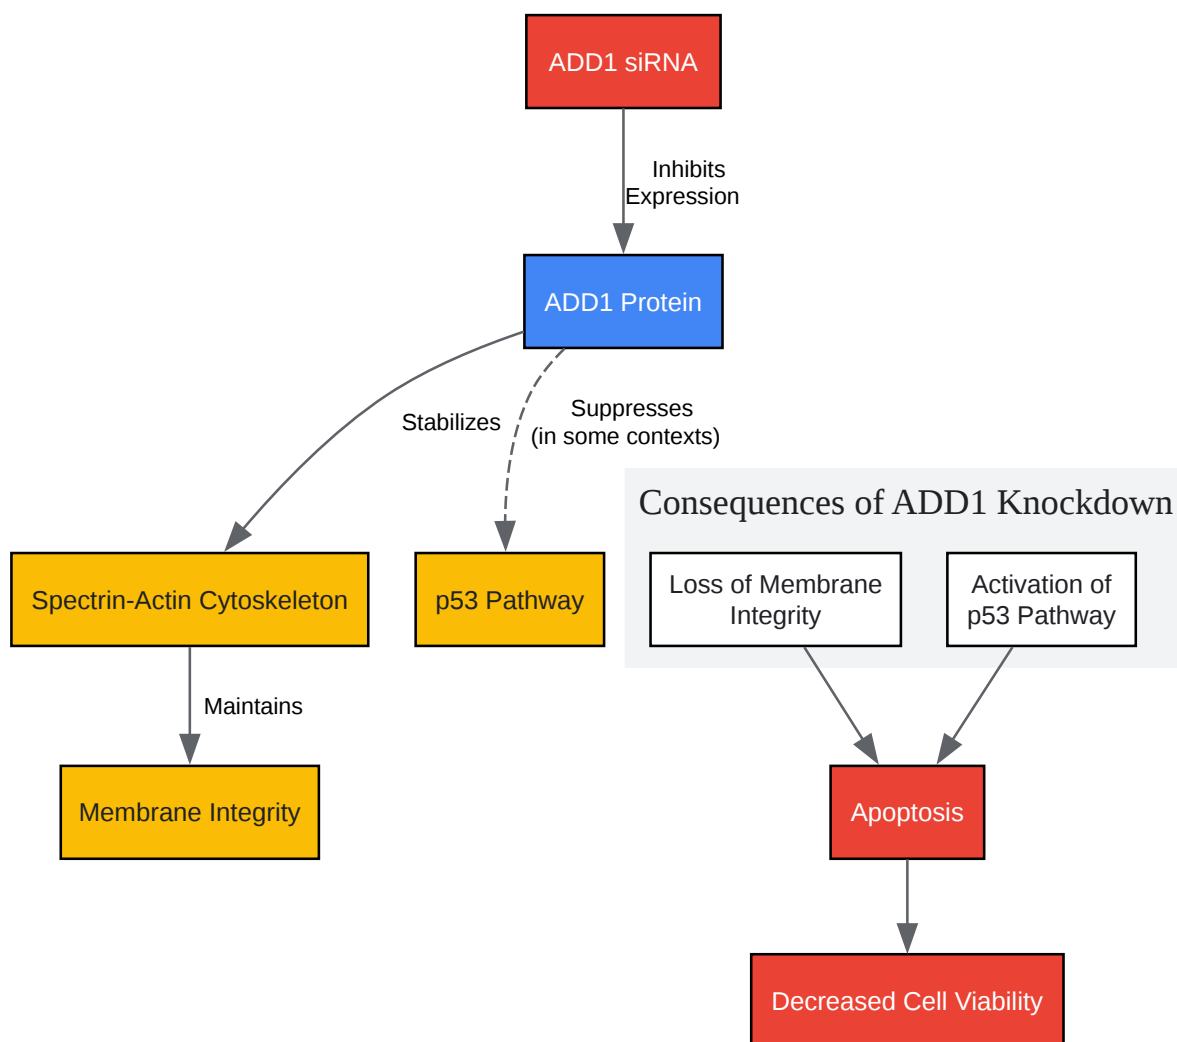 ADD1 siRNA
Inhibits
Expression
ADD1 Protein
Stabilizes
Suppresses
(in some contexts)
Consequences of ADD1 Knockdown
Spectrin-Actin Cytoskeleton
p53 Pathway
Loss of Membrane
Integrity
Activation of
p53 Pathway
Maintains
Membrane Integrity
Apoptosis
Decreased Cell Viability